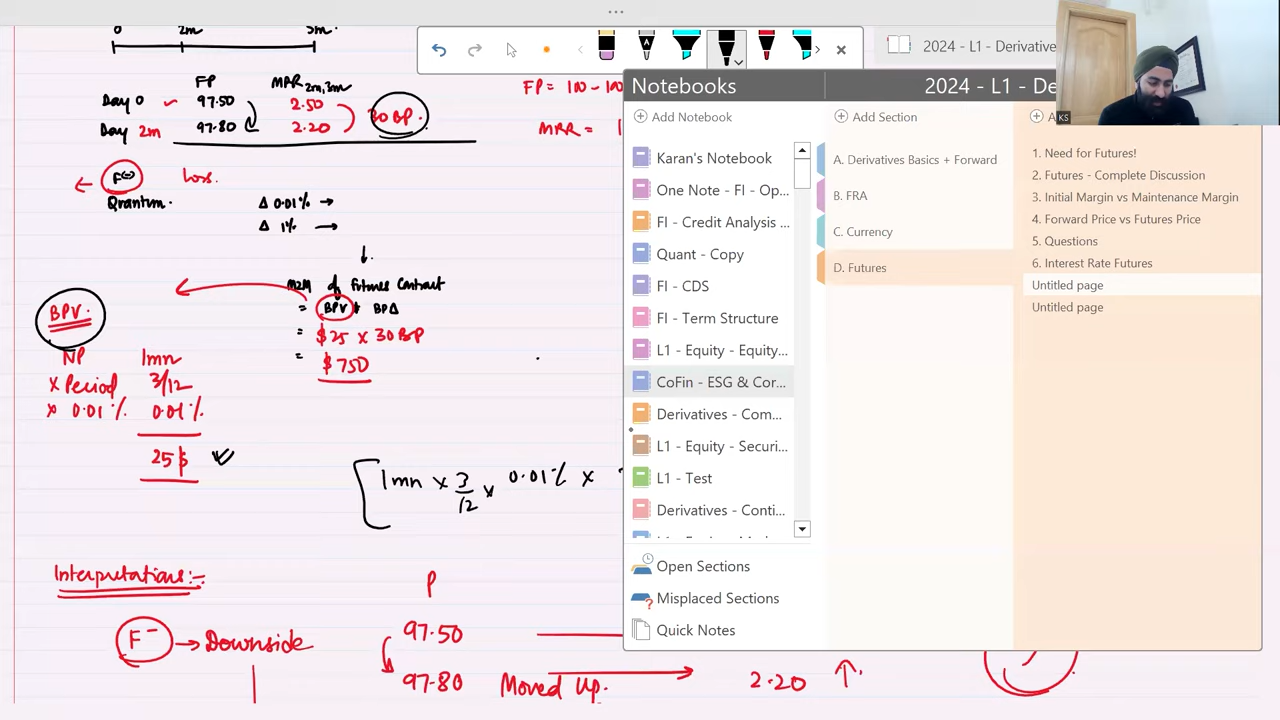 0 2m 3m
FP MRR2m,3m
Day 0 97.50 2.50
Day 2m 97.80 2.20 30 BP.
FP = 100 - 100
MRR =
F(-) Loss.
Quantum. Δ 0.01% →
Δ 1% →
M2M of Futures Contract
= BPV * BPΔ
= $25 x 30 BP
= $750
BPV.
NP 1mn
x Period 3/12
x 0.01% 0.01%
25$
[1mn x 3/12 x 0.01% x
Interpretations:-
P
F- → Downside 97.50
97.80 Moved Up. 2.20 ↑
2024 - L1 - Derivative
KS
Notebooks
2024 - L1 - De
Add Notebook
Karan's Notebook
One Note - FI - Op...
FI - Credit Analysis ...
Quant - Copy
FI - CDS
FI - Term Structure
L1 - Equity - Equity...
CoFin - ESG & Cor...
Derivatives - Com...
L1 - Equity - Securi...
L1 - Test
Derivatives - Conti...
Open Sections
Misplaced Sections
Quick Notes
Add Section
A. Derivatives Basics + Forward
B. FRA
C. Currency
D. Futures
1. Need for Futures!
2. Futures - Complete Discussion
3. Initial Margin vs Maintenance Margin
4. Forward Price vs Futures Price
5. Questions
6. Interest Rate Futures
Untitled page
Untitled page